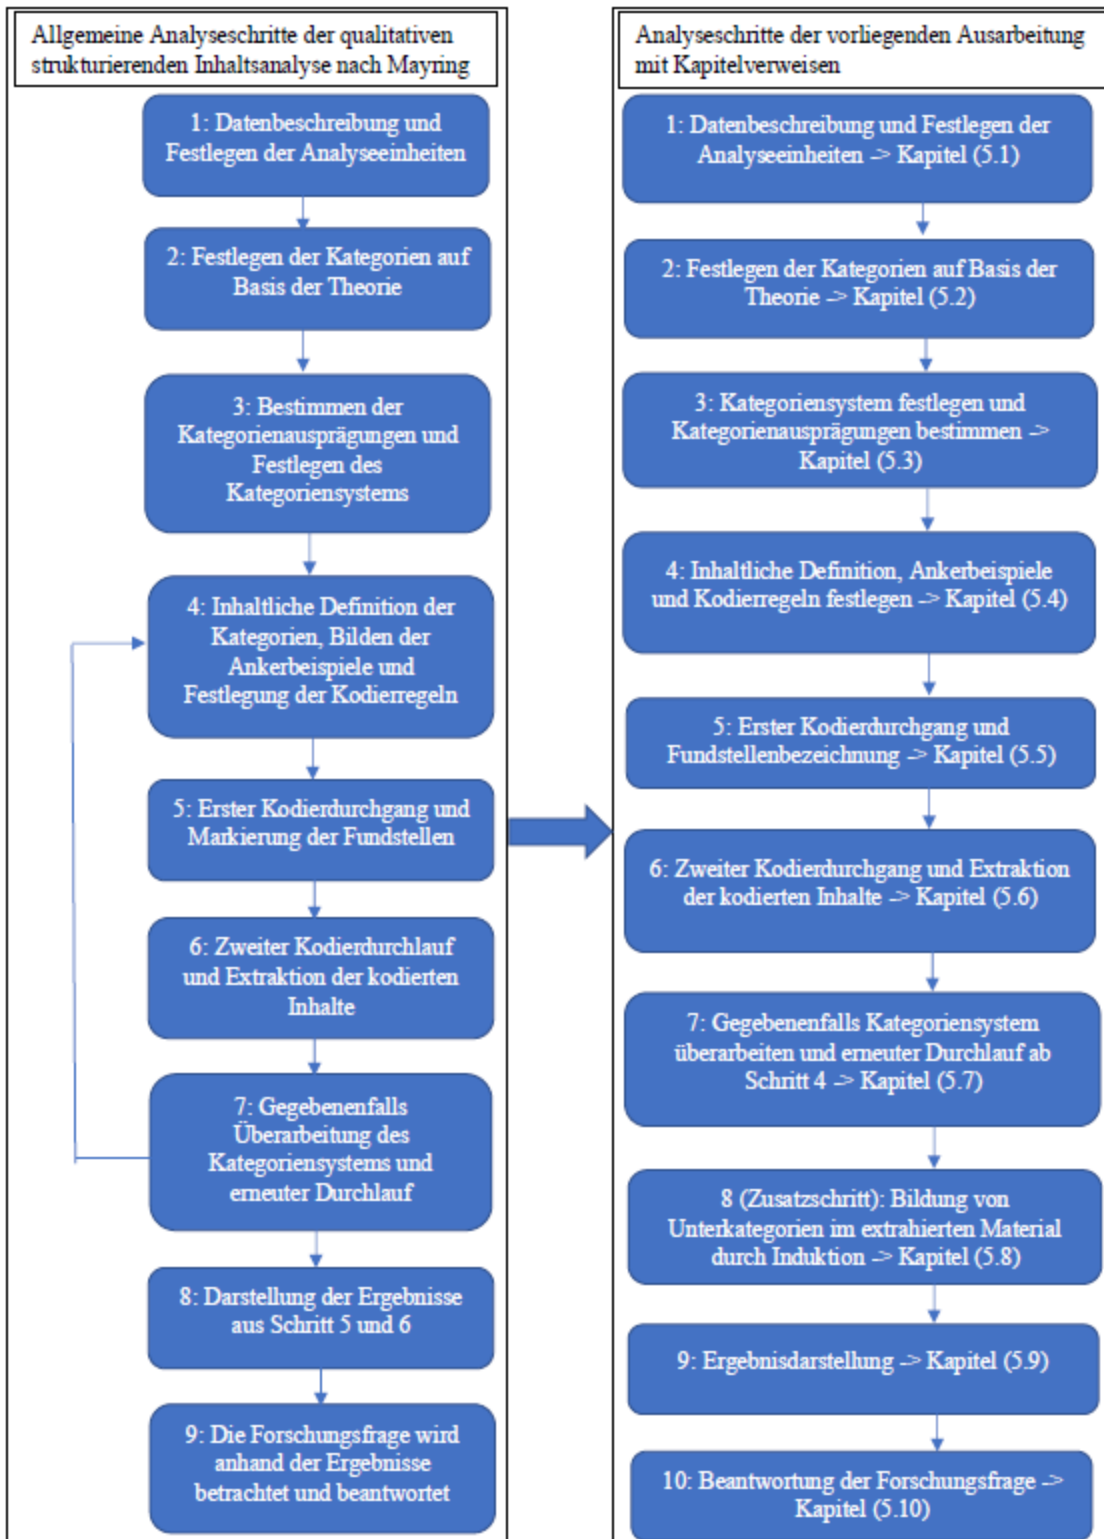 Allgemeine Analyseschritte der qualitativen
strukturierenden Inhaltsanalyse nach Mayring
1: Datenbeschreibung und
Festlegen der Analyseeinheiten
2: Festlegen der Kategorien auf
Basis der Theorie
3: Bestimmen der
Kategorienausprägungen und
Festlegen des
Kategoriensystems
4: Inhaltliche Definition der
Kategorien, Bilden der
Ankerbeispiele und
Festlegung der Kodierregeln
5: Erster Kodierdurchgang und
Markierung der Fundstellen
6: Zweiter Kodierdurchlauf
und Extraktion der kodierten
Inhalte
7: Gegebenenfalls
Überarbeitung des
Kategoriensystems und
erneuter Durchlauf
8: Darstellung der Ergebnisse
aus Schritt 5 und 6
9: Die Forschungsfrage wird
anhand der Ergebnisse
betrachtet und beantwortet
Analyseschritte der vorliegenden Ausarbeitung
mit Kapitelverweisen
1: Datenbeschreibung und Festlegen der
Analyseeinheiten -> Kapitel (5.1)
2: Festlegen der Kategorien auf Basis der
Theorie -> Kapitel (5.2)
3: Kategoriensystem festlegen und
Kategorienausprägungen bestimmen ->
Kapitel (5.3)
4: Inhaltliche Definition, Ankerbeispiele
und Kodierregeln festlegen -> Kapitel (5.4)
5: Erster Kodierdurchgang und
Fundstellenbezeichnung -> Kapitel (5.5)
6: Zweiter Kodierdurchgang und Extraktion
der kodierten Inhalte -> Kapitel (5.6)
7: Gegebenenfalls Kategoriensystem
überarbeiten und erneuter Durchlauf ab
Schritt 4 -> Kapitel (5.7)
8 (Zusatzschritt): Bildung von
Unterkategorien im extrahierten Material
durch Induktion -> Kapitel (5.8)
9: Ergebnisdarstellung -> Kapitel (5.9)
10: Beantwortung der Forschungsfrage ->
Kapitel (5.10)